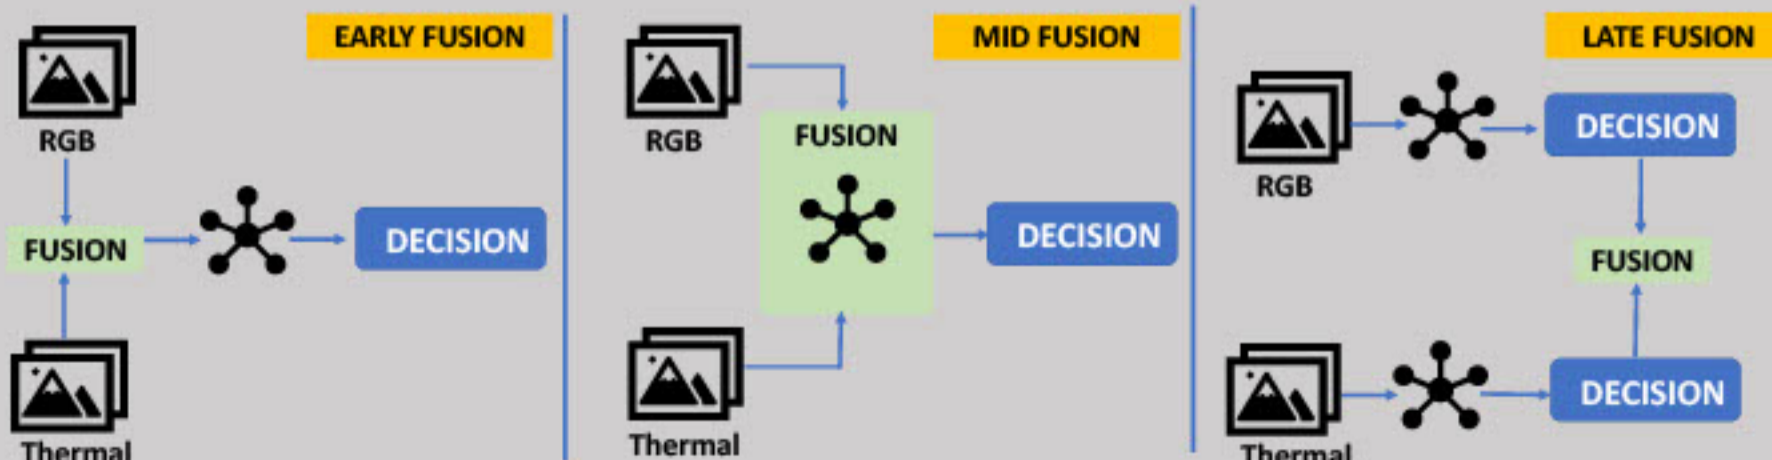 EARLY FUSION
RGB
FUSION
DECISION
Thermal
MID FUSION
RGB
FUSION
DECISION
Thermal
LATE FUSION
RGB
DECISION
FUSION
DECISION
Thermal